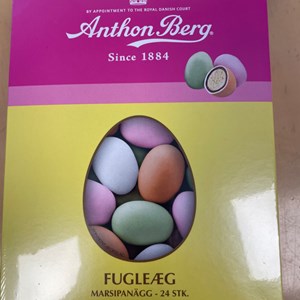 BY APPOINTMENT TO THE ROYAL DANISH COURT
Anthon Berg
Since 1884
FUGLEÆG
MARSIPANÄGG - 24 STK.